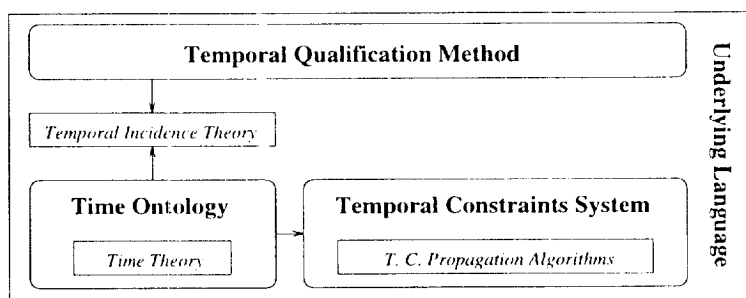 Temporal Qualification Method
Temporal Incidence Theory
Time Ontology
Time Theory
Temporal Constraints System
T. C. Propagation Algorithms
Underlying Language